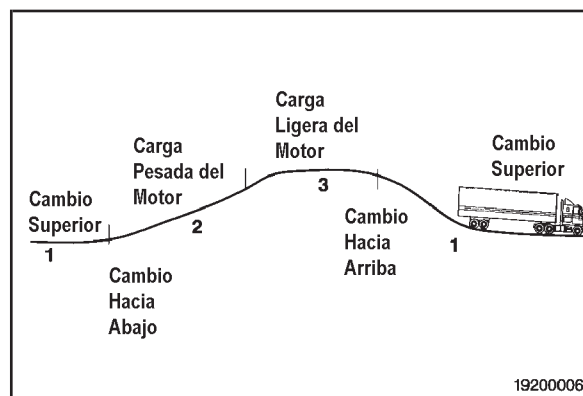 Carga
Ligera del
Motor
Carga
Pesada del
Motor
Cambio
Superior
Cambio
Superior
3
2
1
1
Cambio
Hacia
Arriba
Cambio
Hacia
Abajo
19200006